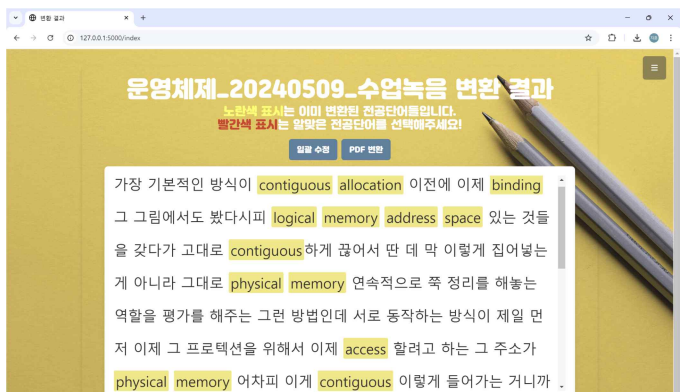 변환 결과
127.0.0.1:5000/index
운영체제_20240509_수업녹음 변환 결과
노란색 표시는 이미 변환된 전공단어들입니다.
빨간색 표시는 알맞은 전공단어를 선택해주세요!
일괄 수정 PDF 변환
가장 기본적인 방식이 contiguous allocation 이전에 이제 binding
그 그림에서도 봤다시피 logical memory address space 있는 것들
을 갖다가 고대로 contiguous하게 끊어서 딴 데 막 이렇게 집어넣는
게 아니라 그대로 physical memory 연속적으로 쭉 정리를 해놓는
역할을 평가를 해주는 그런 방법인데 서로 동작하는 방식이 제일 먼
저 이제 그 프로텍션을 위해서 이제 access 할려고 하는 그 주소가
physical memory 어차피 이게 contiguous 이렇게 들어가는 거니까